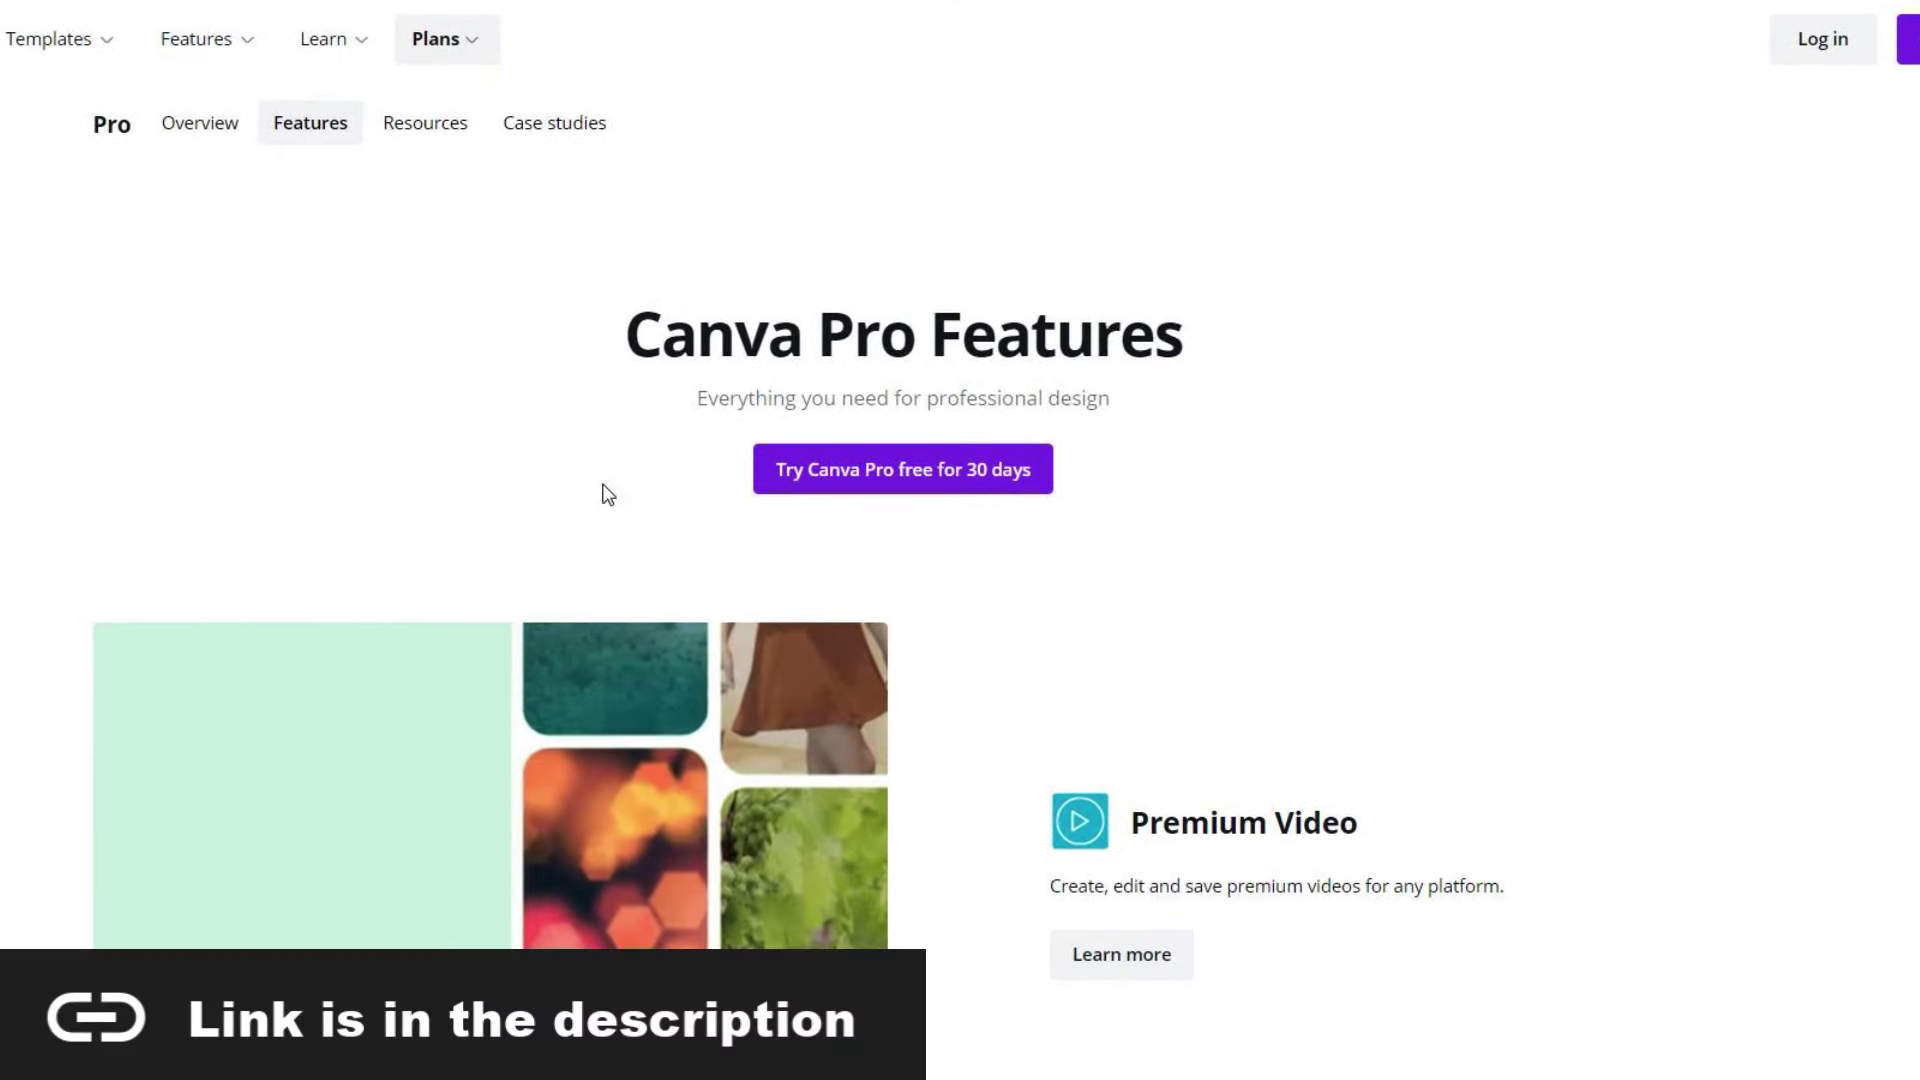 Templates
Features
Learn
Plans
Log in
Pro
Overview
Features
Resources
Case studies
Canva Pro Features
Everything you need for professional design
Try Canva Pro free for 30 days
Premium Video
Create, edit and save premium videos for any platform.
Learn more
Link is in the description